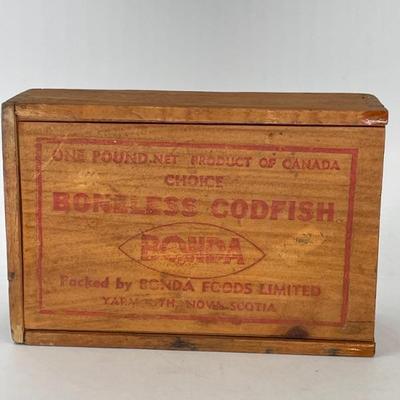 ONE POUND NET PRODUCT OF CANADA
CHOICE
BONELESS CODFISH
BONDA
Packed by BONDA FOODS LIMITED
YARMOUTH, NOVA SCOTIA